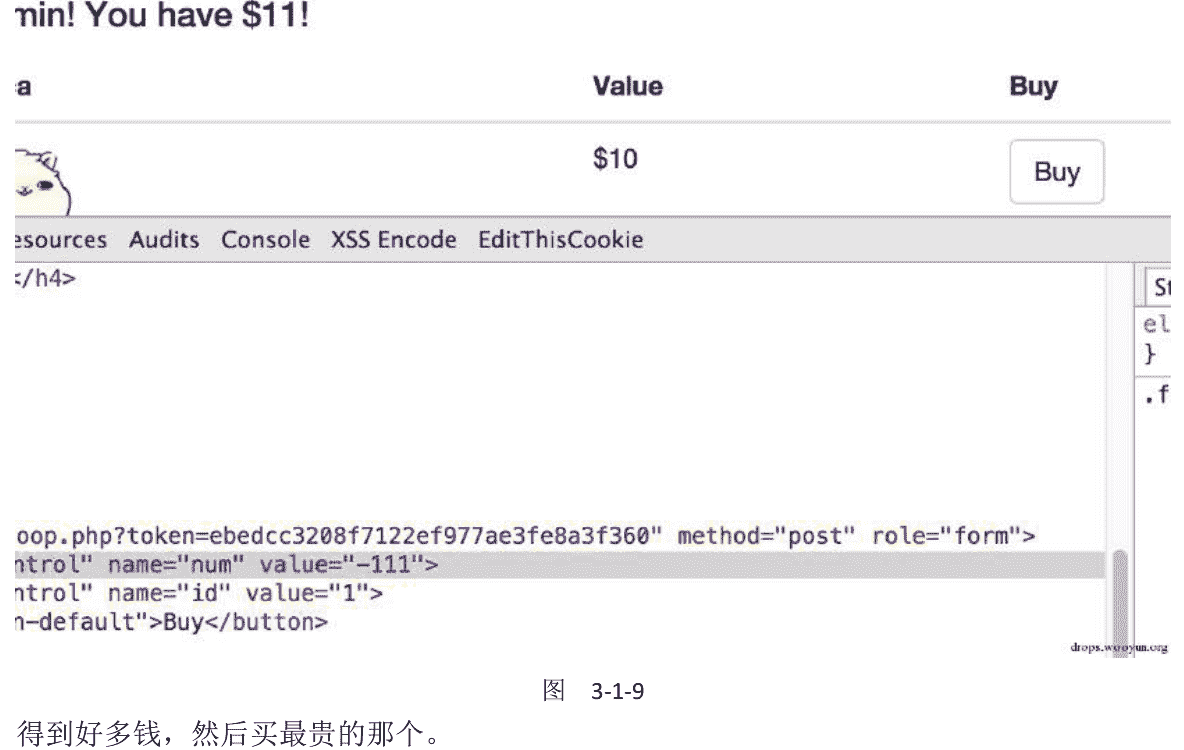 min! You have $11!
a Value Buy
$10 Buy
esources Audits Console XSS Encode EditThisCookie
</h4>
St
el
}
.f
oop.php?token=ebedcc3208f7122ef977ae3fe8a3f360" method="post" role="form">
ntrol" name="num" value="-111">
ntrol" name="id" value="1">
n-default">Buy</button>
drops.wooyun.org
图 3-1-9
得到好多钱，然后买最贵的那个。